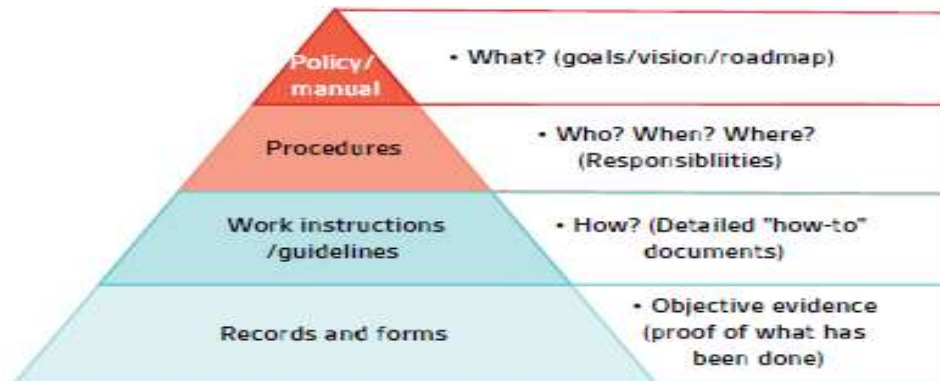 Policy/
manual
• What? (goals/vision/roadmap)
Procedures
• Who? When? Where?
(Responsibliities)
Work instructions
/guidelines
• How? (Detailed "how-to"
documents)
Records and forms
• Objective evidence
(proof of what has
been done)